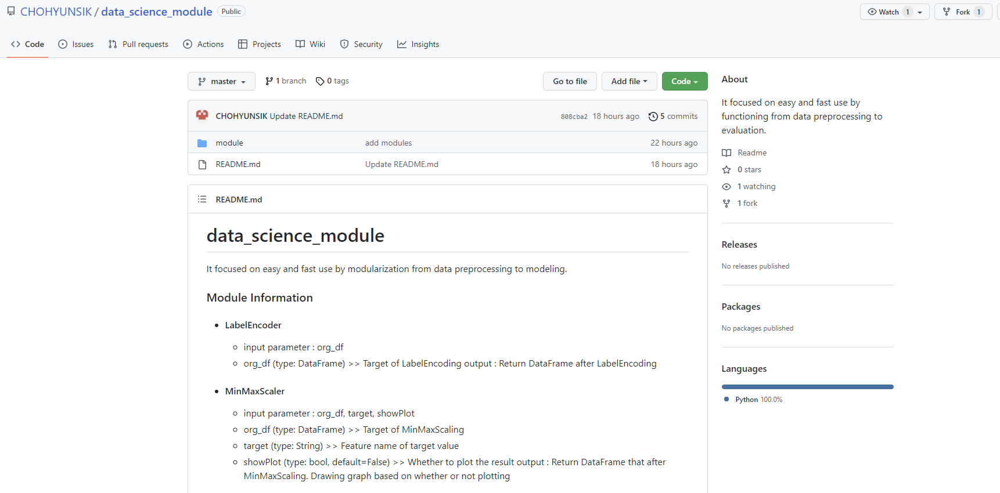 CHOHYUNSIK / data_science_module Public
Watch 1 Fork 1
Code Issues Pull requests Actions Projects Wiki Security Insights
master 1 branch 0 tags Go to file Add file Code
CHOHYUNSIK Update README.md 808cba2 18 hours ago 5 commits
module add modules 22 hours ago
README.md Update README.md 18 hours ago
README.md
data_science_module
It focused on easy and fast use by modularization from data preprocessing to modeling.
Module Information
LabelEncoder
input parameter : org_df
org_df (type: DataFrame) >> Target of LabelEncoding output : Return DataFrame after LabelEncoding
MinMaxScaler
input parameter : org_df, target, showPlot
org_df (type: DataFrame) >> Target of MinMaxScaling
target (type: String) >> Feature name of target value
showPlot (type: bool, default=False) >> Whether to plot the result output : Return DataFrame that after
MinMaxScaling. Drawing graph based on whether or not plotting
About
It focused on easy and fast use by
functioning from data preprocessing to
evaluation.
Readme
0 stars
1 watching
1 fork
Releases
No releases published
Packages
No packages published
Languages
Python 100.0%